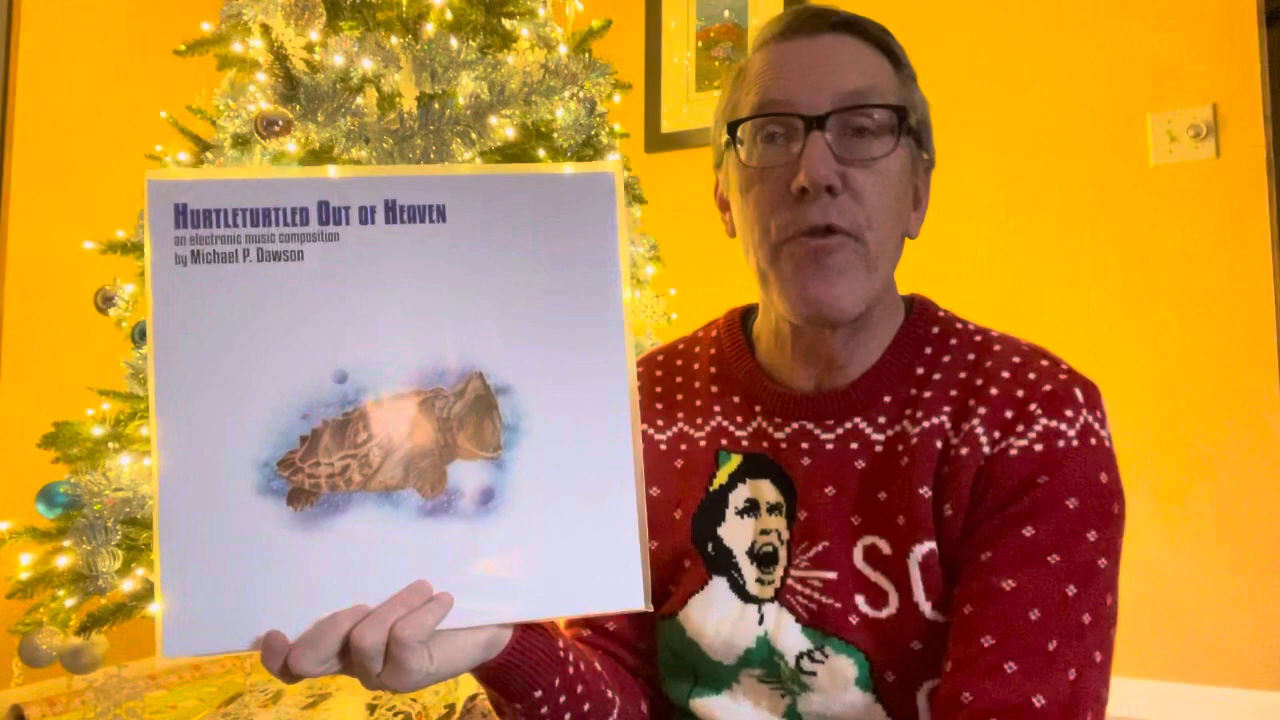 Hurtleturtled Out of Heaven
an electronic music composition
by Michael P. Dawson
SO